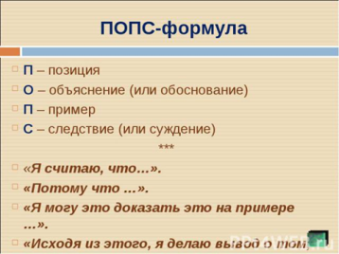 ПОПС-формула
П – позиция
О – объяснение (или обоснование)
П – пример
С – следствие (или суждение)
***
«Я считаю, что…».
«Потому что …».
«Я могу это доказать это на примере
…».
«Исходя из этого, я делаю вывод о том,